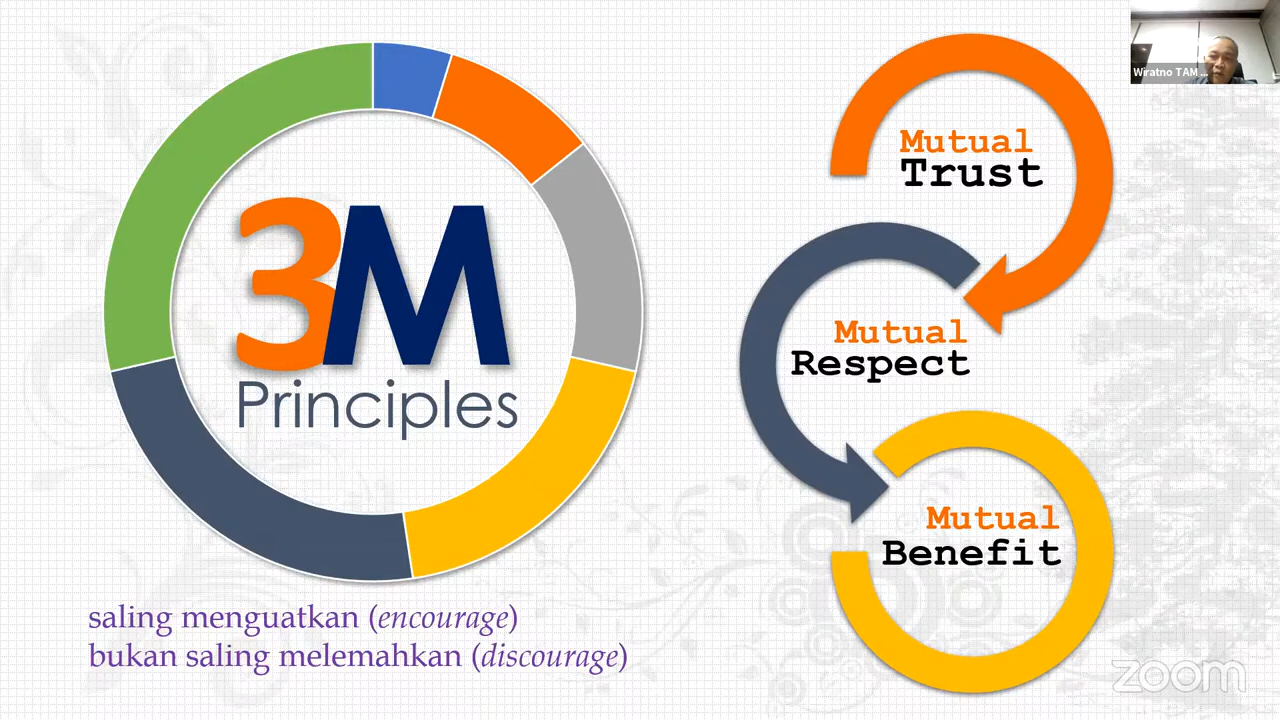 3M
Principles
saling menguatkan (encourage)
bukan saling melemahkan (discourage)
Mutual
Trust
Mutual
Respect
Mutual
Benefit
Wiratno TAM ...
zoom